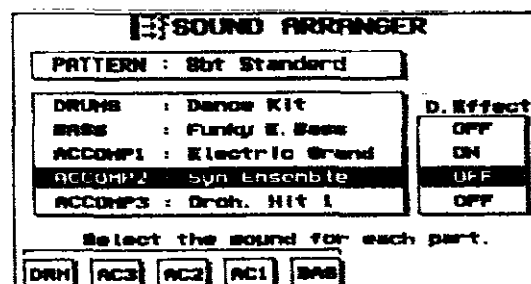 SOUND ARRANGER
PATTERN : 8bt Standerd
D.Effect
DRUMS : Dance Kit OFF
BASS : Funky E. Bass ON
ACCOMP1 : Electric Grand
ACCOMP2 : Syn Ensemble OFF
ACCOMP3 : Orch. Hit 1 OFF
Select the sound for each part.
DRM AC3 AC2 AC1 BAS